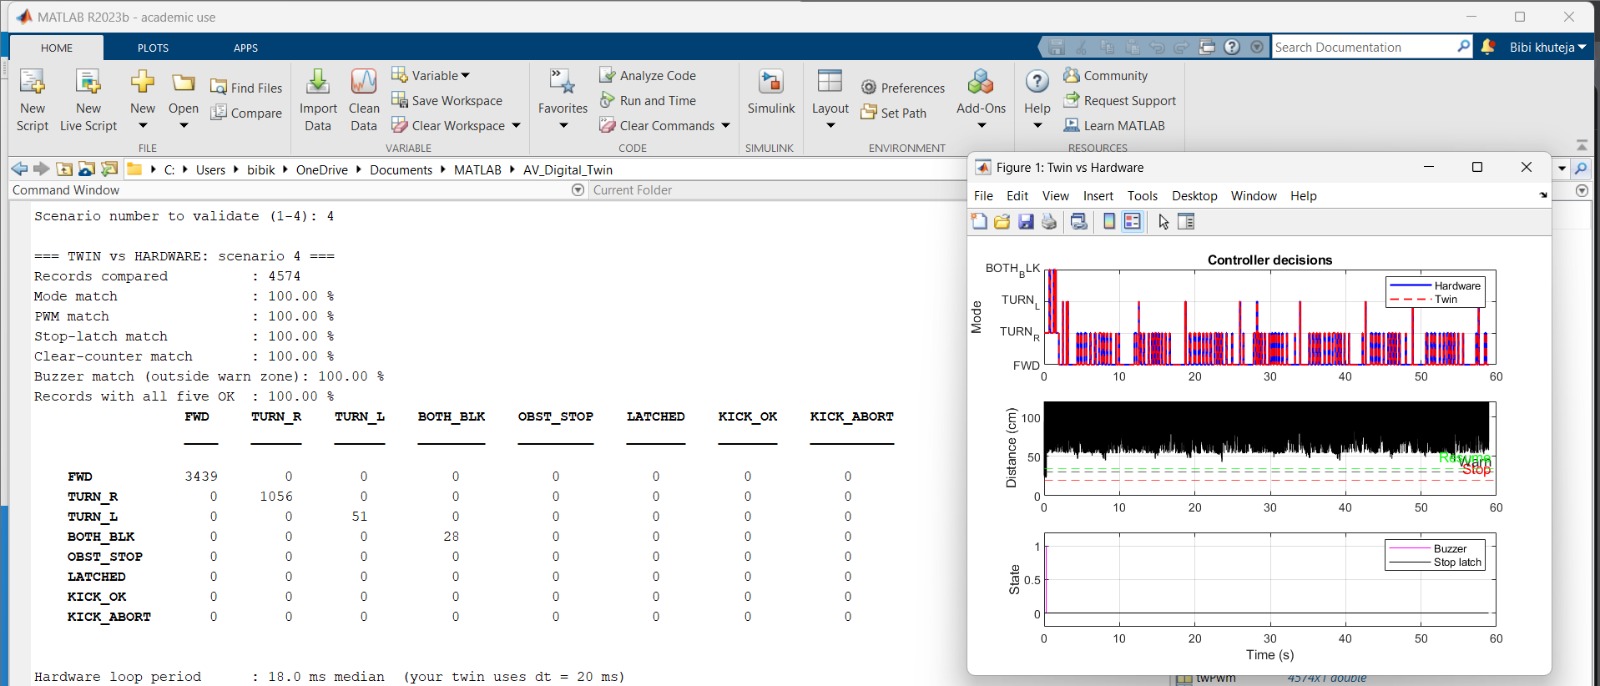 MATLAB R2023b - academic use
HOME PLOTS APPS
Search Documentation
Bibi khuteja
New Script
New Live Script
New
Open
Find Files
Compare
Import Data
Clean Data
Variable
Save Workspace
Clear Workspace
Favorites
Analyze Code
Run and Time
Clear Commands
Simulink
Layout
Preferences
Set Path
Add-Ons
Help
Community
Request Support
Learn MATLAB
FILE VARIABLE CODE SIMULINK ENVIRONMENT RESOURCES
C: Users bibik OneDrive Documents MATLAB AV_Digital_Twin
Command Window
Current Folder
Scenario number to validate (1-4): 4
=== TWIN vs HARDWARE: scenario 4 ===
Records compared : 4574
Mode match : 100.00 %
PWM match : 100.00 %
Stop-latch match : 100.00 %
Clear-counter match : 100.00 %
Buzzer match (outside warn zone): 100.00 %
Records with all five OK : 100.00 %
FWD TURN_R TURN_L BOTH_BLK OBST_STOP LATCHED KICK_OK KICK_ABORT
FWD 3439 0 0 0 0 0 0 0
TURN_R 0 1056 0 0 0 0 0 0
TURN_L 0 0 51 0 0 0 0 0
BOTH_BLK 0 0 0 28 0 0 0 0
OBST_STOP 0 0 0 0 0 0 0 0
LATCHED 0 0 0 0 0 0 0 0
KICK_OK 0 0 0 0 0 0 0 0
KICK_ABORT 0 0 0 0 0 0 0 0
Hardware loop period : 18.0 ms median (your twin uses dt = 20 ms)
Figure 1: Twin vs Hardware
File Edit View Insert Tools Desktop Window Help
Controller decisions
Mode
BOTH_BLK
TURN_L
TURN_R
FWD
Hardware
Twin
0 10 20 30 40 50 60
Distance (cm)
100
50
0
Resume
Warn
Stop
0 10 20 30 40 50 60
State
1
0.5
0
Buzzer
Stop latch
0 10 20 30 40 50 60
Time (s)
twPwm 4574x1 double